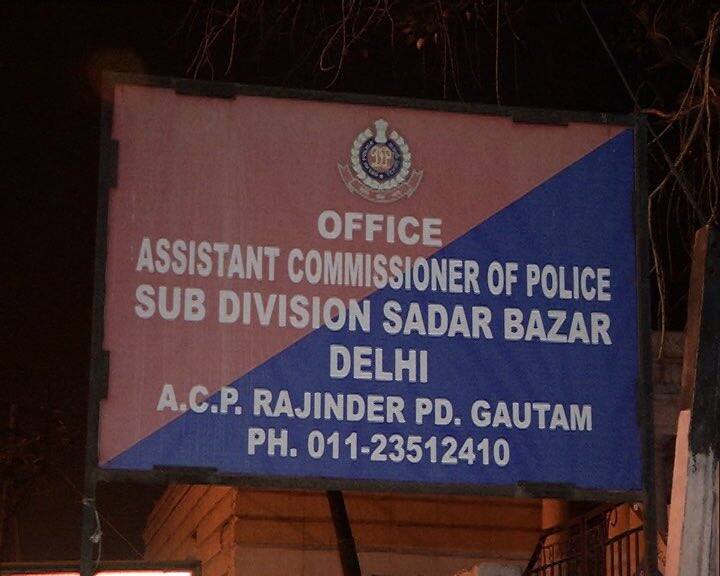 OFFICE
ASSISTANT COMMISSIONER OF POLICE
SUB DIVISION SADAR BAZAR
DELHI
A.C.P. RAJINDER PD. GAUTAM
PH. 011-23512410